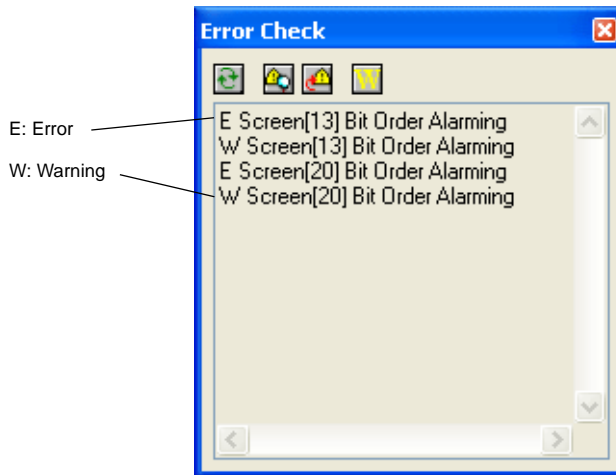 Error Check
W
E Screen[13] Bit Order Alarming
W Screen[13] Bit Order Alarming
E Screen[20] Bit Order Alarming
W Screen[20] Bit Order Alarming
E: Error
W: Warning